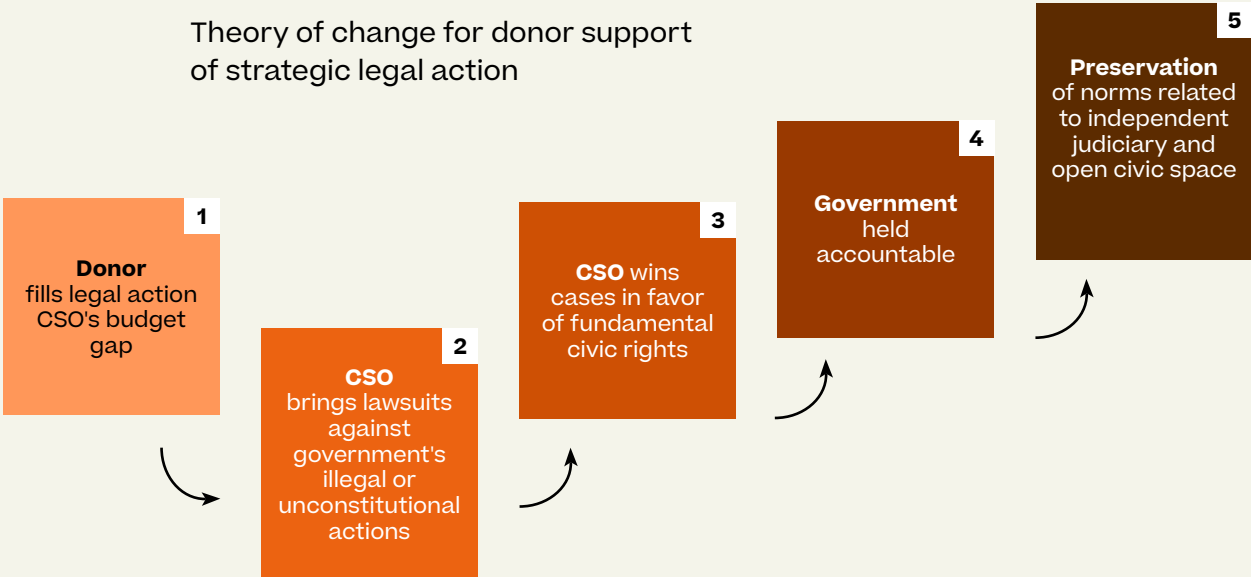 Theory of change for donor support
of strategic legal action
1
Donor
fills legal action
CSO's budget
gap
2
CSO
brings lawsuits
against
government's
illegal or
unconstitutional
actions
3
CSO wins
cases in favor
of fundamental
civic rights
4
Government
held
accountable
5
Preservation
of norms related
to independent
judiciary and
open civic space